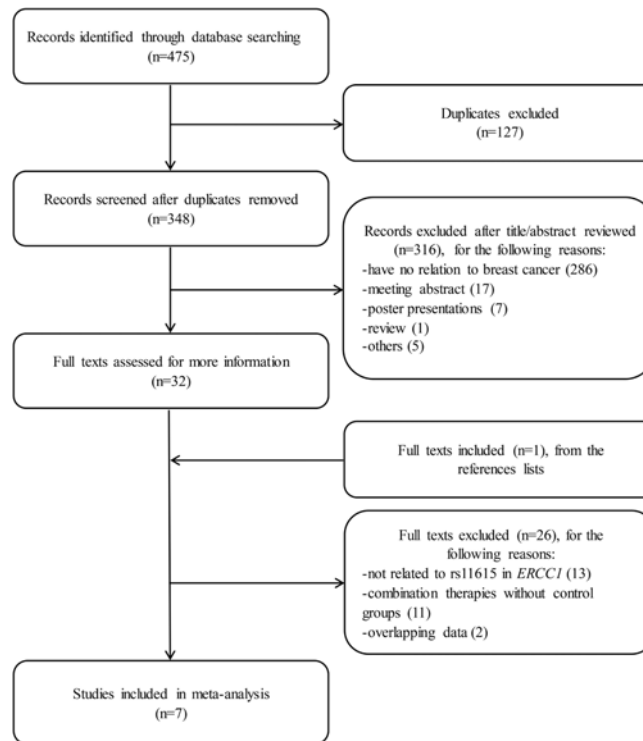 Records identified through database searching
(n=475)
Duplicates excluded
(n=127)
Records screened after duplicates removed
(n=348)
Records excluded after title/abstract reviewed
(n=316), for the following reasons:
-have no relation to breast cancer (286)
-meeting abstract (17)
-poster presentations (7)
-review (1)
-others (5)
Full texts assessed for more information
(n=32)
Full texts included (n=1), from the
references lists
Full texts excluded (n=26), for the
following reasons:
-not related to rs11615 in ERCC1 (13)
-combination therapies without control
groups (11)
-overlapping data (2)
Studies included in meta-analysis
(n=7)